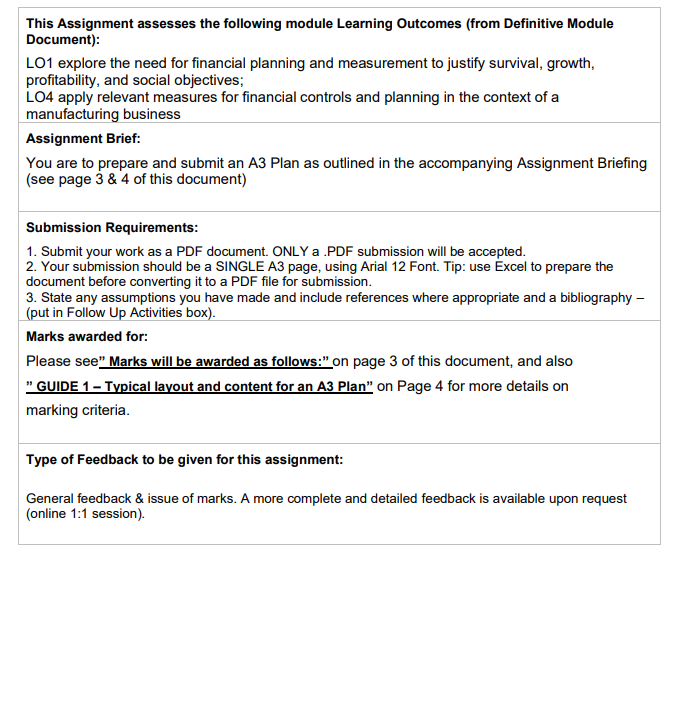 This Assignment assesses the following module Learning Outcomes (from Definitive Module
Document):
LO1 explore the need for financial planning and measurement to justify survival, growth,
profitability, and social objectives;
LO4 apply relevant measures for financial controls and planning in the context of a
manufacturing business
Assignment Brief:
You are to prepare and submit an A3 Plan as outlined in the accompanying Assignment Briefing
(see page 3 & 4 of this document)
Submission Requirements:
1. Submit your work as a PDF document. ONLY a .PDF submission will be accepted.
2. Your submission should be a SINGLE A3 page, using Arial 12 Font. Tip: use Excel to prepare the
document before converting it to a PDF file for submission.
3. State any assumptions you have made and include references where appropriate and a bibliography –
(put in Follow Up Activities box).
Marks awarded for:
Please see” Marks will be awarded as follows:” on page 3 of this document, and also
” GUIDE 1 – Typical layout and content for an A3 Plan” on Page 4 for more details on
marking criteria.
Type of Feedback to be given for this assignment:
General feedback & issue of marks. A more complete and detailed feedback is available upon request
(online 1:1 session).